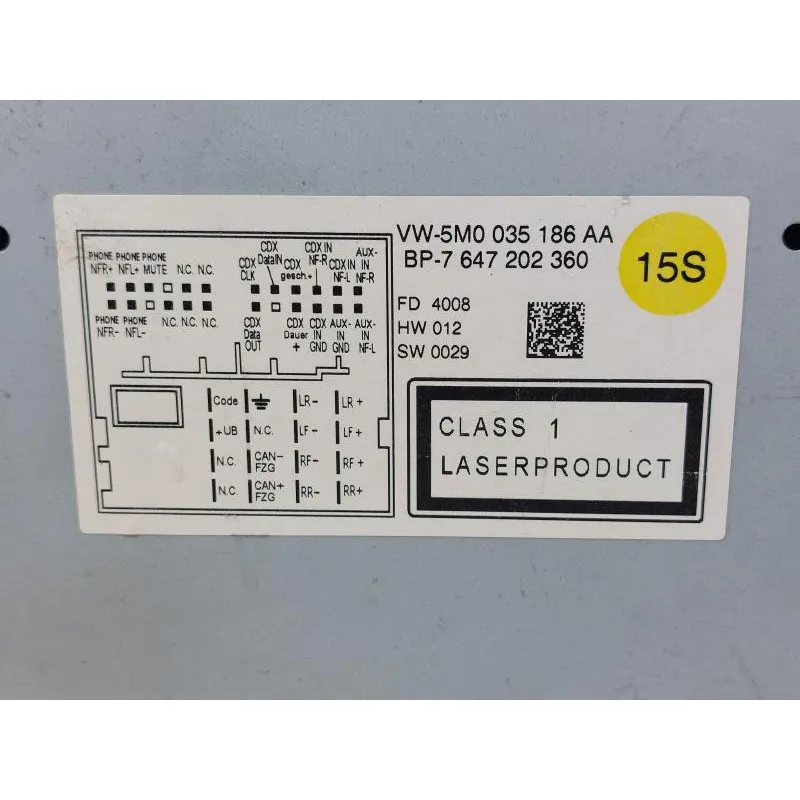 VW-5M0 035 186 AA
BP-7 647 202 360
15S
FD 4008
HW 012
SW 0029
CLASS 1
LASERPRODUCT
PHONE PHONE PHONE
NFR+ NFL+ MUTE N.C. N.C.
PHONE PHONE N.C. N.C. N.C.
NFR- NFL-
CDX CLK
CDX DataIN
CDX gesch.+
CDX IN NF-R
CDX IN NF-L
AUX- IN NF-R
CDX Data OUT
CDX Dauer +
CDX IN GND
AUX- IN GND
AUX- IN NF-L
Code LR- LR+
+UB N.C. LF- LF+
N.C. CAN- FZG RF- RF+
N.C. CAN+ FZG RR- RR+